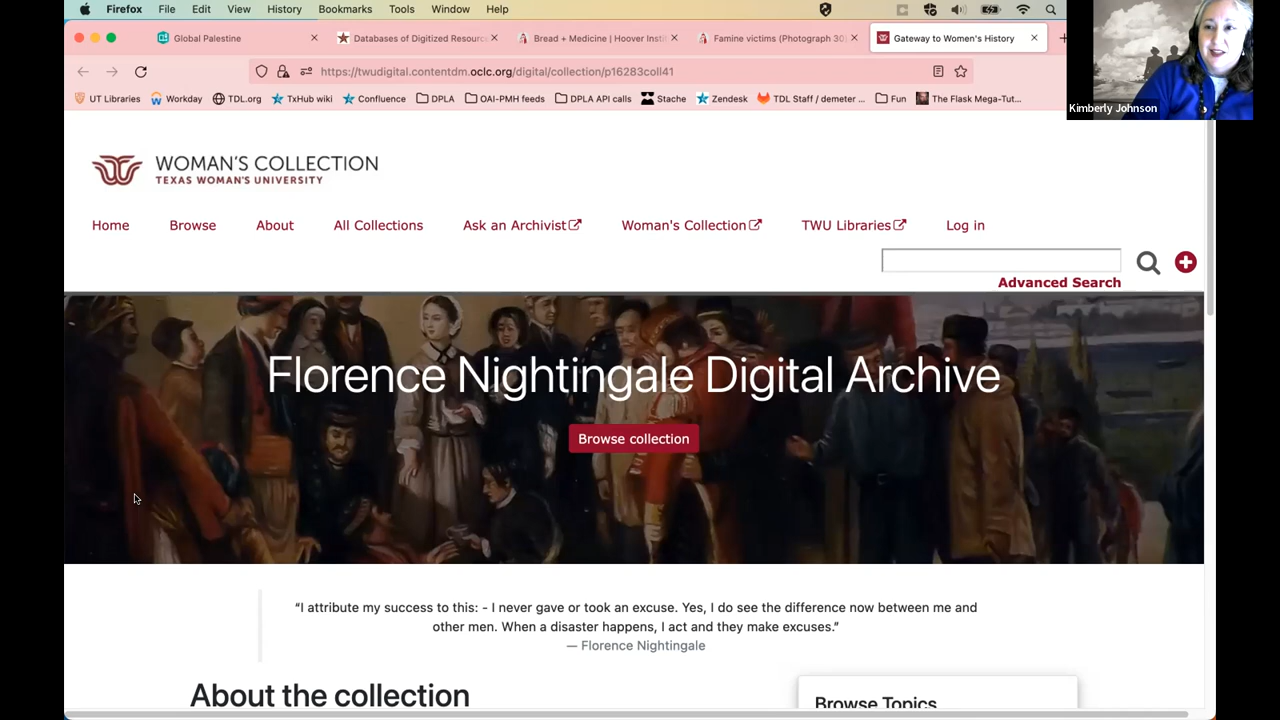 Firefox File Edit View History Bookmarks Tools Window Help
Global Palestine
Databases of Digitized Resourc
Bread + Medicine | Hoover Insti
Famine victims (Photograph 30)
Gateway to Women's History
https://twudigital.contentdm.oclc.org/digital/collection/p16283coll41
UT Libraries Workday TDL.org TxHub wiki Confluence DPLA OAI-PMH feeds DPLA API calls Stache Zendesk TDL Staff / demeter ... Fun The Flask Mega-Tut...
Kimberly Johnson
WOMAN'S COLLECTION
TEXAS WOMAN'S UNIVERSITY
Home Browse About All Collections Ask an Archivist Woman's Collection TWU Libraries Log in
Advanced Search
Florence Nightingale Digital Archive
Browse collection
“I attribute my success to this: - I never gave or took an excuse. Yes, I do see the difference now between me and
other men. When a disaster happens, I act and they make excuses.”
— Florence Nightingale
About the collection
Browse Topics